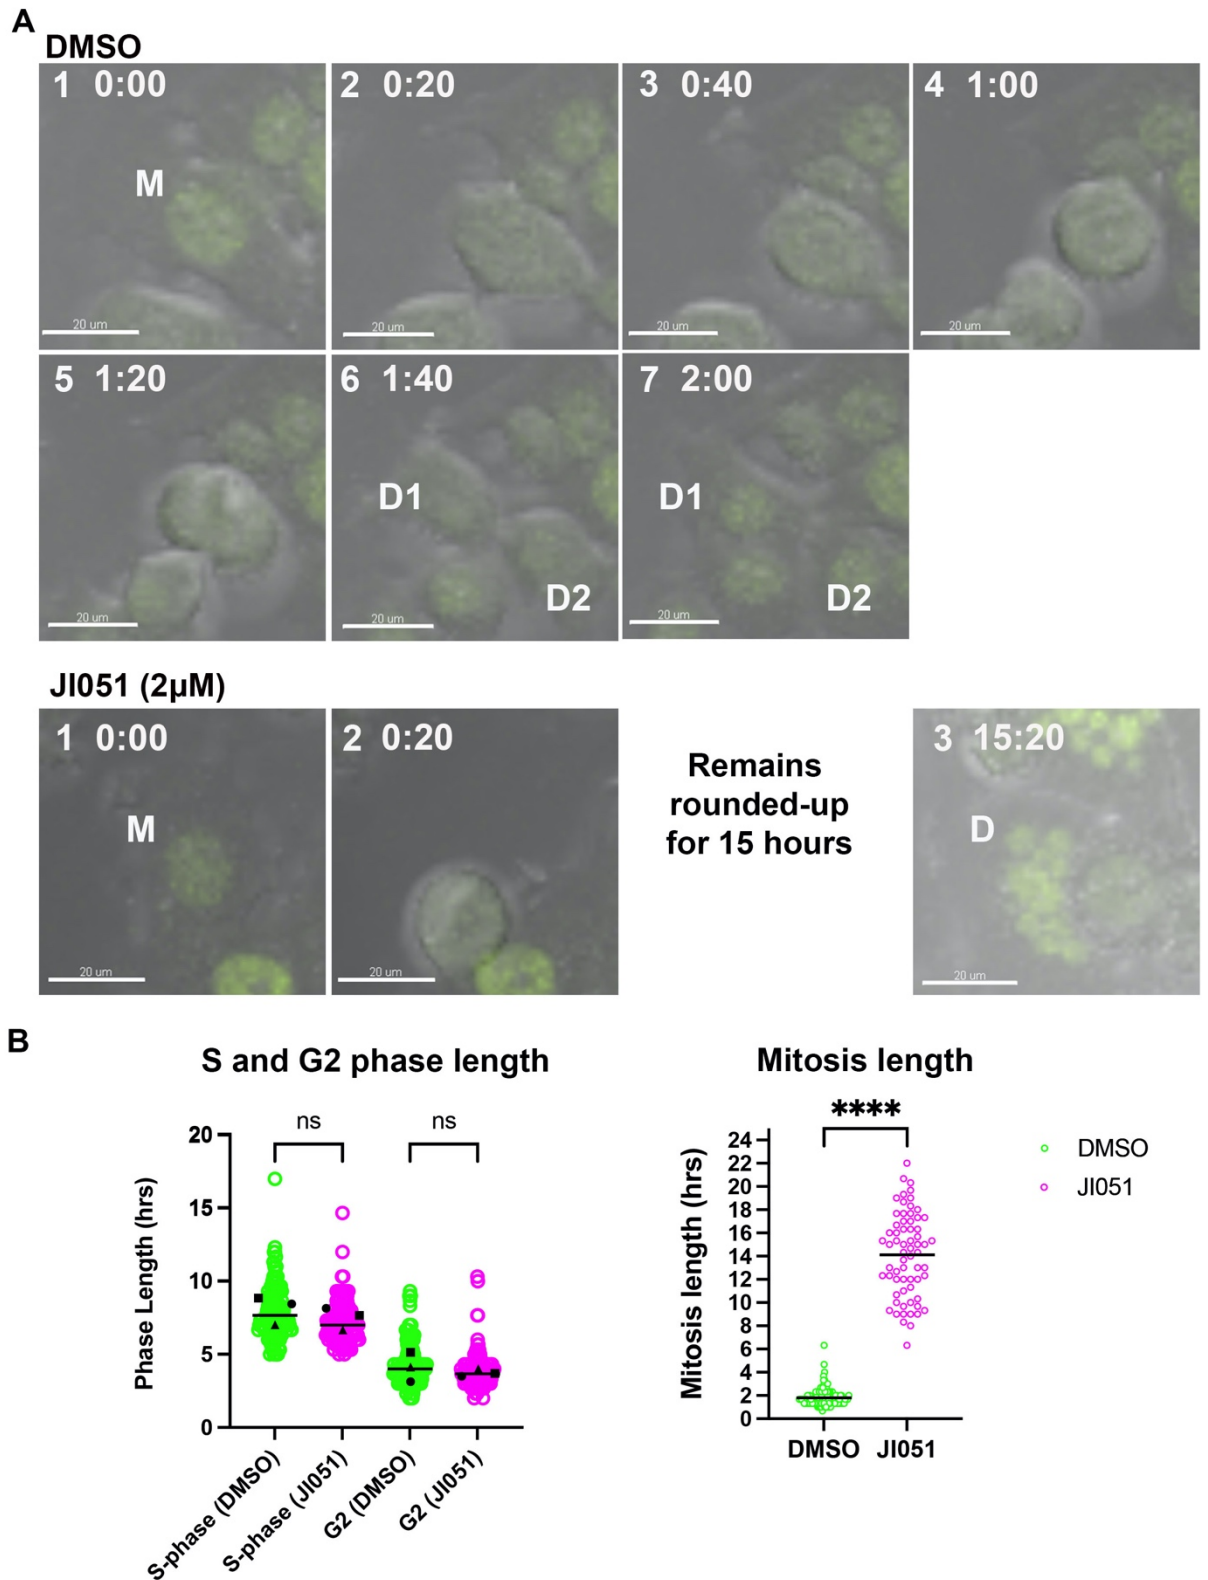 A
DMSO
1 0:00
M
20 um
2 0:20
20 um
3 0:40
20 um
4 1:00
20 um
5 1:20
20 um
6 1:40
D1
D2
20 um
7 2:00
D1
D2
20 um
JI051 (2µM)
1 0:00
M
20 um
2 0:20
20 um
Remains
rounded-up
for 15 hours
3 15:20
D
20 um
B
S and G2 phase length
ns
ns
Phase Length (hrs)
20
15
10
5
0
S-phase (DMSO)
S-phase (JI051)
G2 (DMSO)
G2 (JI051)
Mitosis length
****
Mitosis length (hrs)
24
22
20
18
16
14
12
10
8
6
4
2
0
DMSO JI051
DMSO
JI051